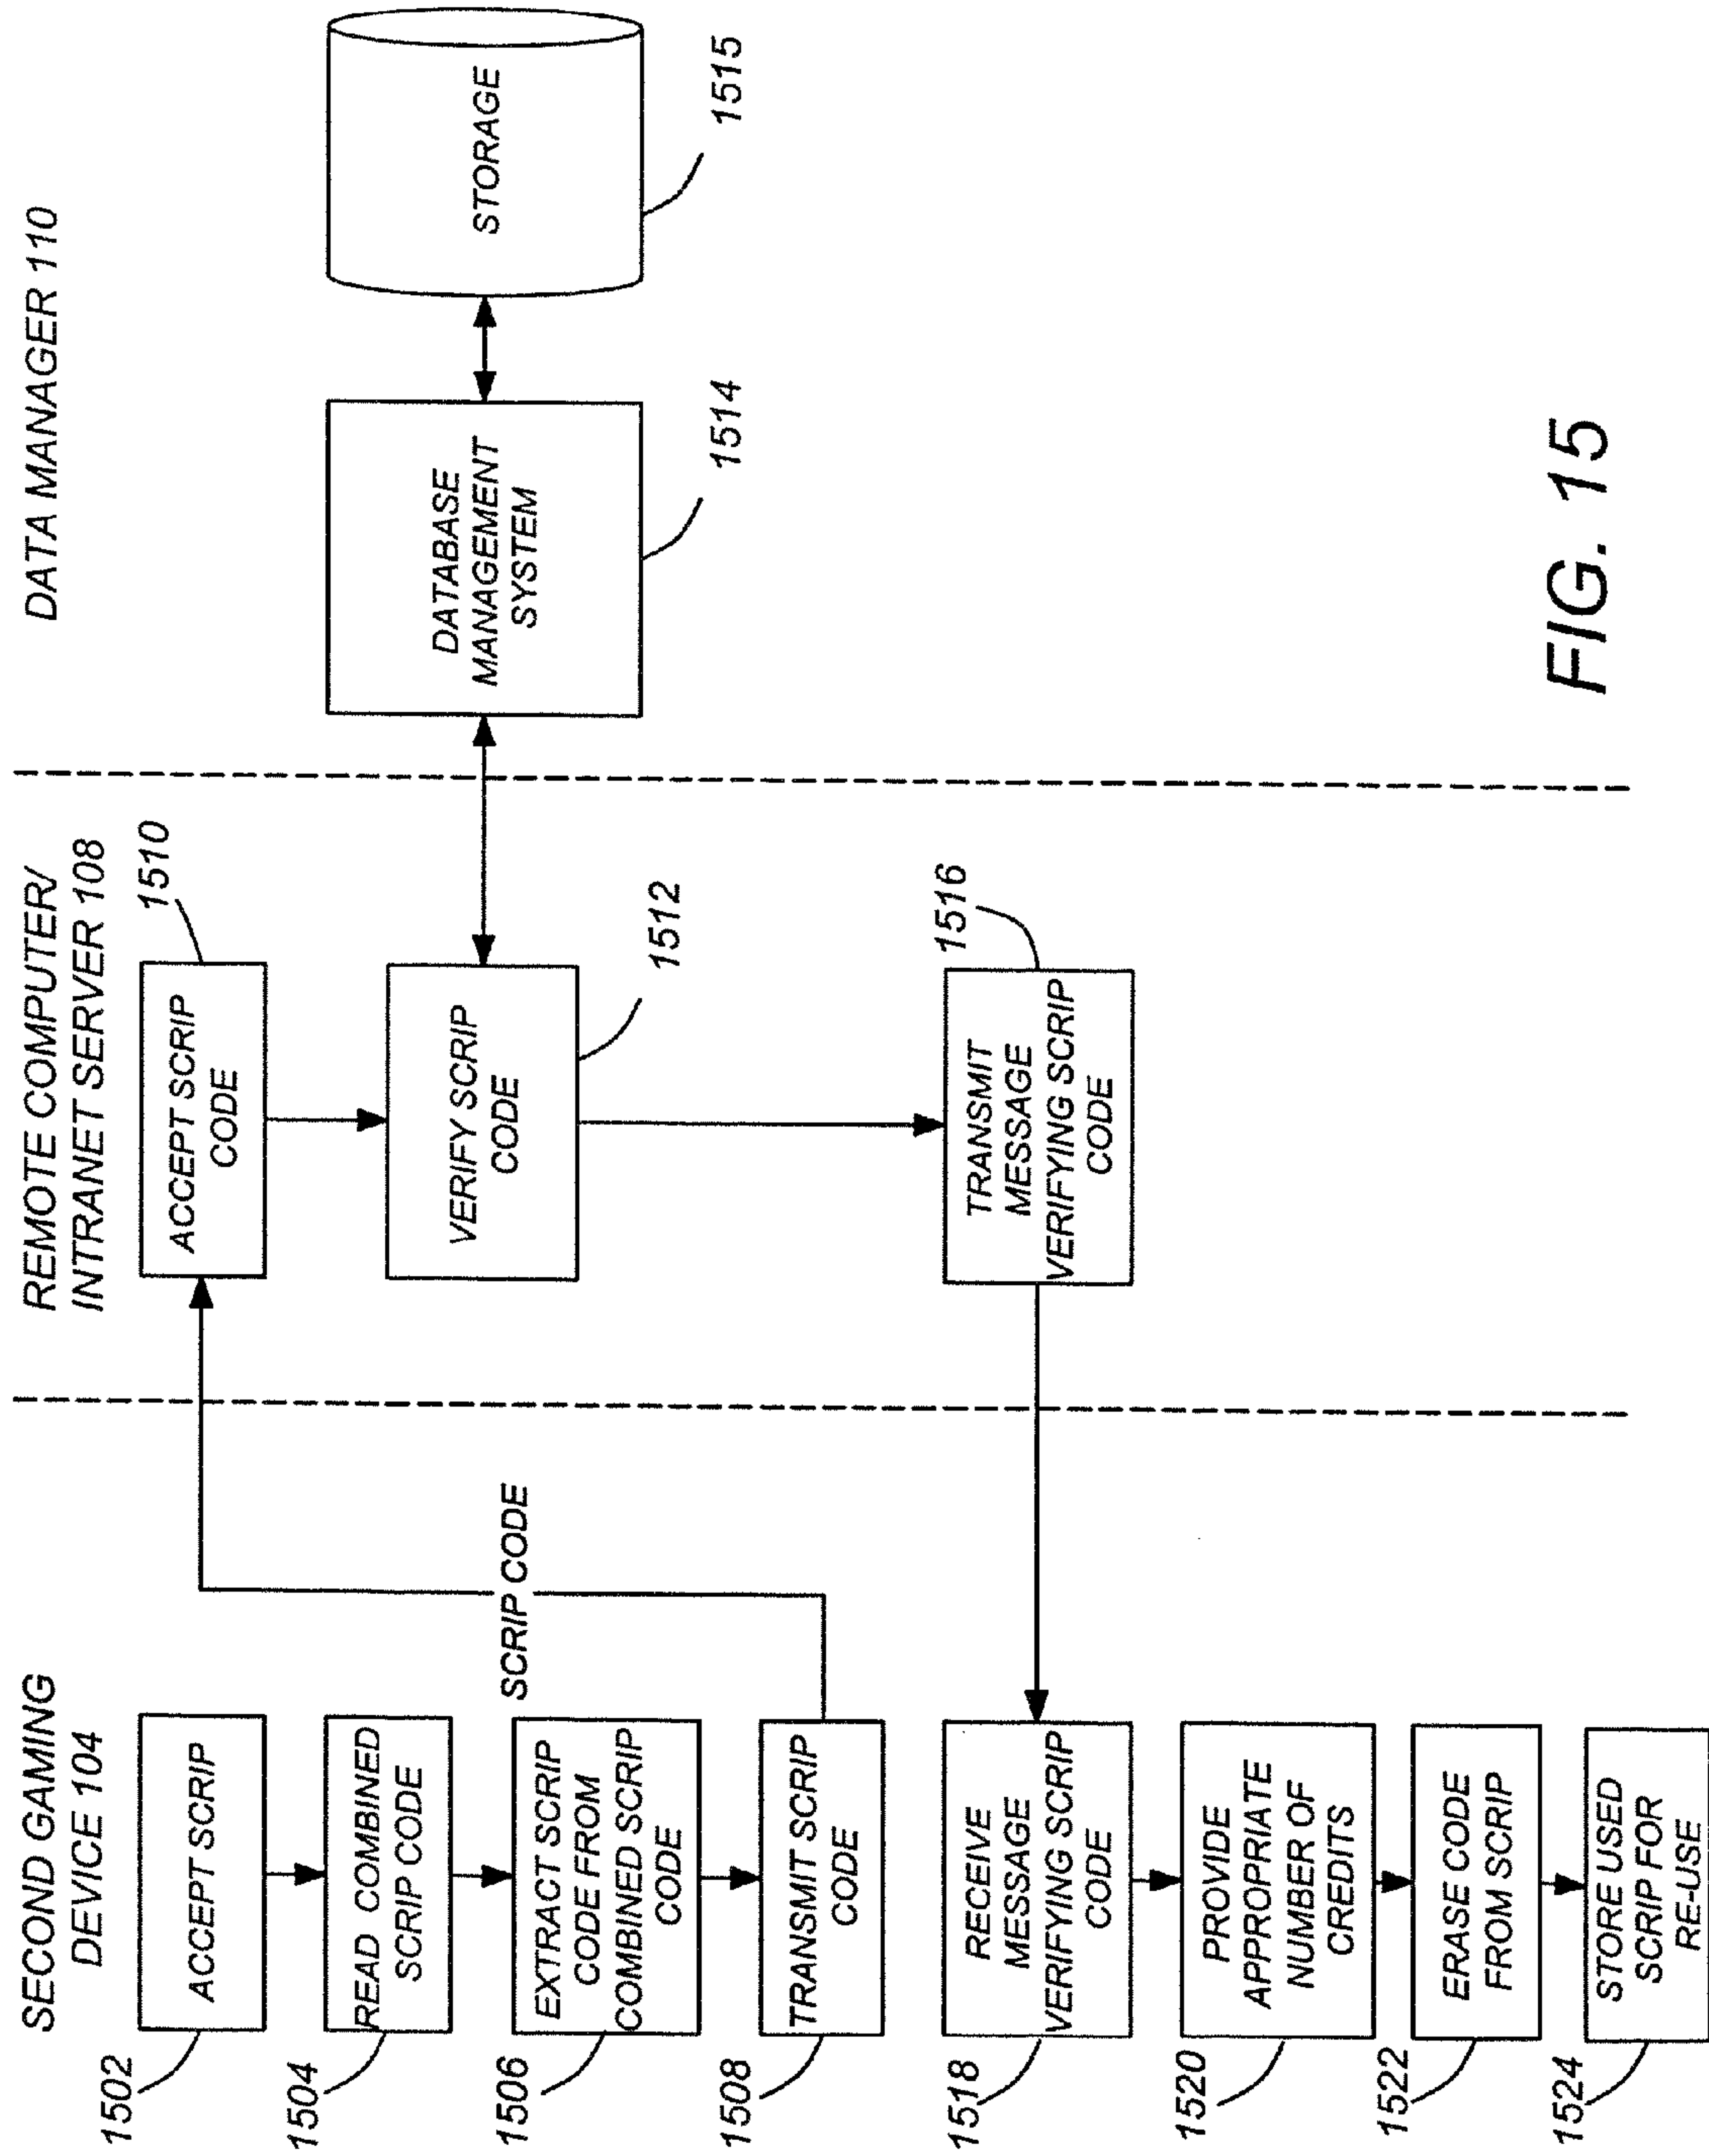 SECOND GAMING
DEVICE 104
REMOTE COMPUTER/
INTRANET SERVER 108
DATA MANAGER 110
1502
ACCEPT SCRIP
1504
READ COMBINED
SCRIP CODE
1506
EXTRACT SCRIP
CODE FROM
COMBINED SCRIP
CODE
1508
TRANSMIT SCRIP
CODE
SCRIP CODE
1510
ACCEPT SCRIP
CODE
1512
VERIFY SCRIP
CODE
DATABASE
MANAGEMENT
SYSTEM
1514
STORAGE
1515
1516
TRANSMIT
MESSAGE
VERIFYING SCRIP
CODE
1518
RECEIVE
MESSAGE
VERIFYING SCRIP
CODE
1520
PROVIDE
APPROPRIATE
NUMBER OF
CREDITS
1522
ERASE CODE
FROM SCRIP
1524
STORE USED
SCRIP FOR
RE-USE
FIG. 15